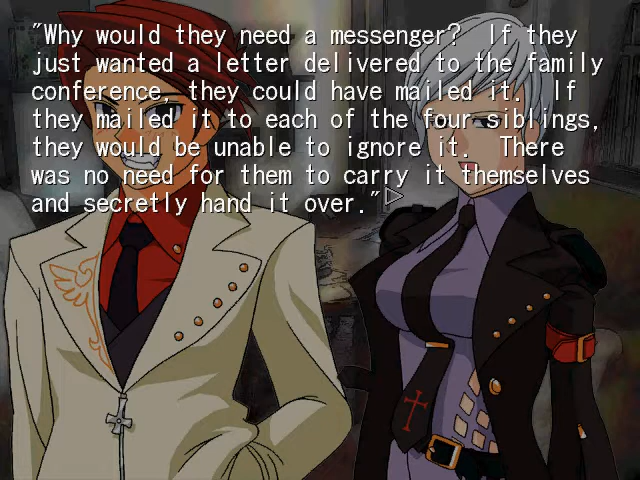 "Why would they need a messenger?  If they
just wanted a letter delivered to the family
conference, they could have mailed it.  If
they mailed it to each of the four siblings,
they would be unable to ignore it.  There
was no need for them to carry it themselves
and secretly hand it over."